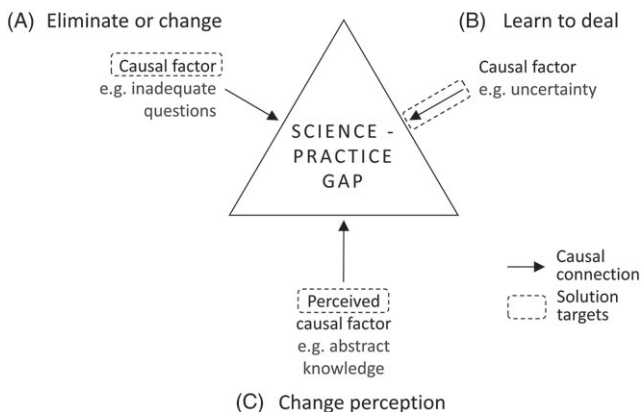 (A) Eliminate or change
Causal factor
e.g. inadequate
questions
(B) Learn to deal
Causal factor
e.g. uncertainty
SCIENCE -
PRACTICE
GAP
Perceived
causal factor
e.g. abstract
knowledge
(C) Change perception
Causal
connection
Solution
targets